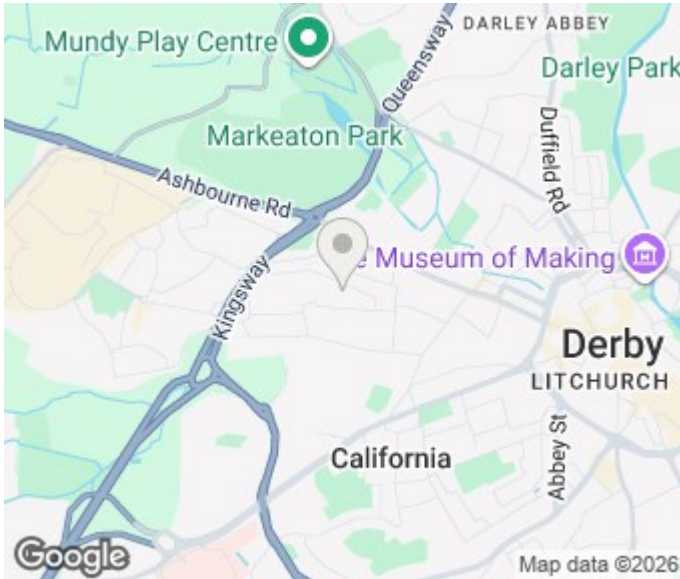 DARLEY ABBEY
Mundy Play Centre
Queensway
Darley Park
Markeaton Park
Duffield Rd
Ashbourne Rd
e Museum of Making
Kingsway
Derby
LITCHURCH
Abbey St
California
Google
Map data ©2026